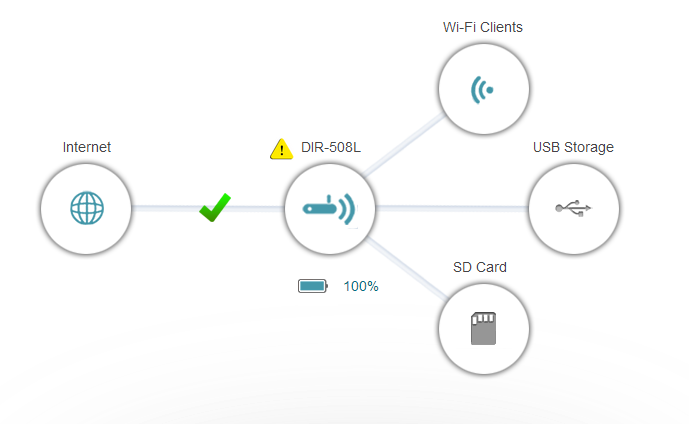 Wi-Fi Clients
Internet
DIR-508L
USB Storage
SD Card
100%